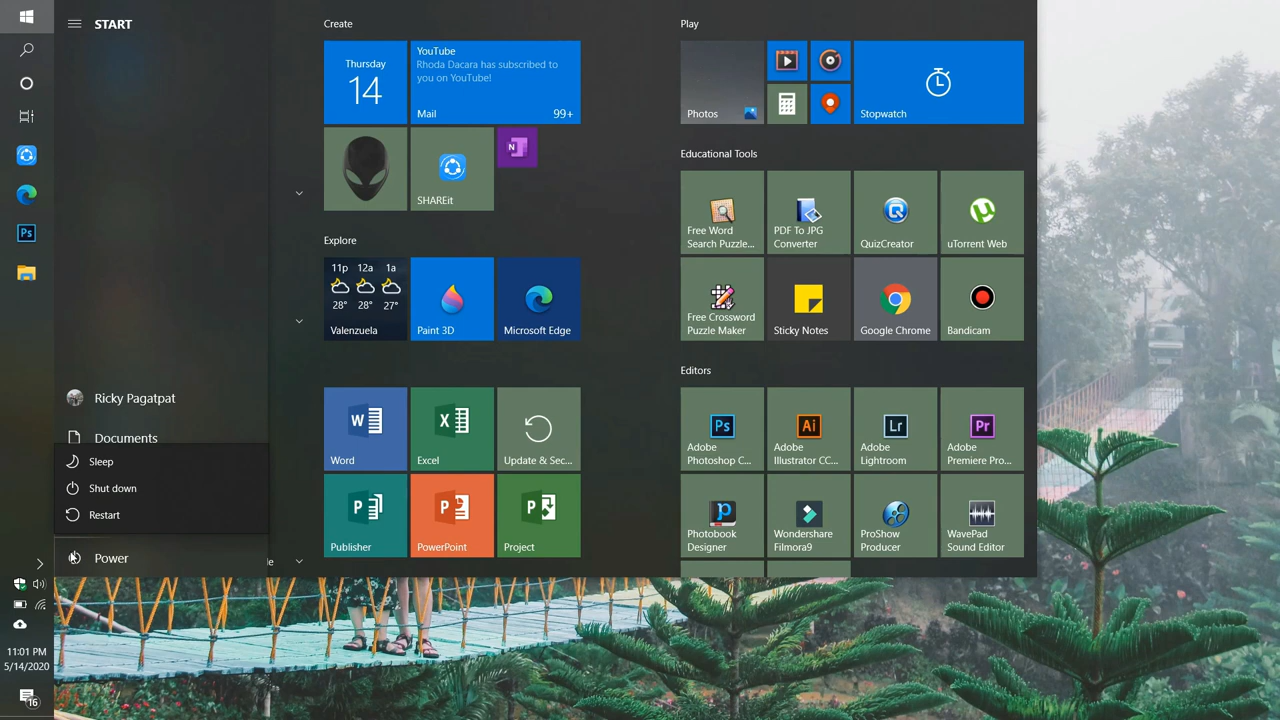 START
Ricky Pagatpat
Documents
Sleep
Shut down
Restart
Power
Create
Thursday
14
YouTube
Rhoda Dacara has subscribed to
you on YouTube!
Mail
99+
SHAREit
N
Explore
11p 12a 1a
28° 28° 27°
Valenzuela
Paint 3D
Microsoft Edge
Word
Excel
Update & Sec...
Publisher
PowerPoint
Project
Play
Photos
Stopwatch
Educational Tools
Free Word
Search Puzzle...
PDF To JPG
Converter
QuizCreator
uTorrent Web
Free Crossword
Puzzle Maker
Sticky Notes
Google Chrome
Bandicam
Editors
Ps
Adobe
Photoshop C...
Ai
Adobe
Illustrator CC...
Lr
Adobe
Lightroom
Pr
Adobe
Premiere Pro...
Photobook
Designer
Wondershare
Filmora9
ProShow
Producer
WavePad
Sound Editor
Ps
11:01 PM
5/14/2020
16